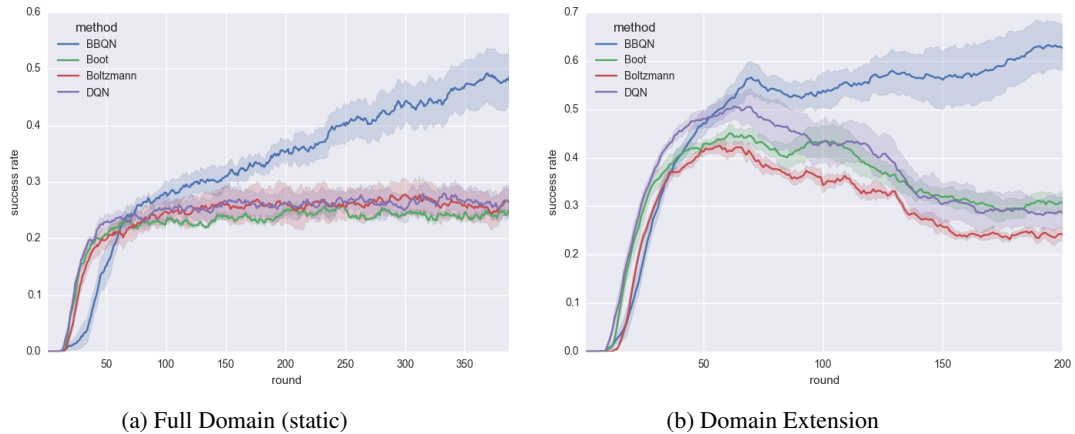 0.6
0.5
0.4
0.3
0.2
0.1
0.0
success rate
method
BBQN
Boot
Boltzmann
DQN
50 100 150 200 250 300 350
round
(a) Full Domain (static)
0.7
0.6
0.5
0.4
0.3
0.2
0.1
0.0
success rate
method
BBQN
Boot
Boltzmann
DQN
50 100 150 200
round
(b) Domain Extension